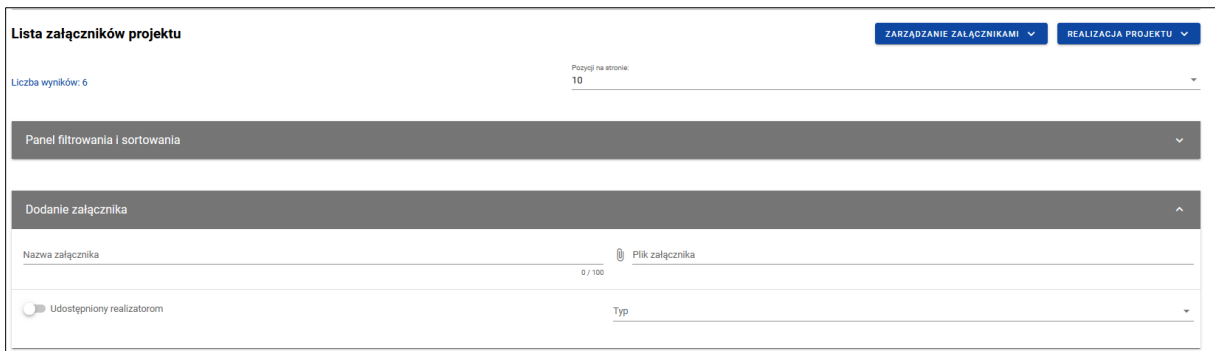 Lista załączników projektu
ZARZĄDZANIE ZAŁĄCZNIKAMI
REALIZACJA PROJEKTU
Liczba wyników: 6
Pozycji na stronie:
10
Panel filtrowania i sortowania
Dodanie załącznika
Nazwa załącznika
Plik załącznika
0 / 100
Udostępniony realizatorom
Typ